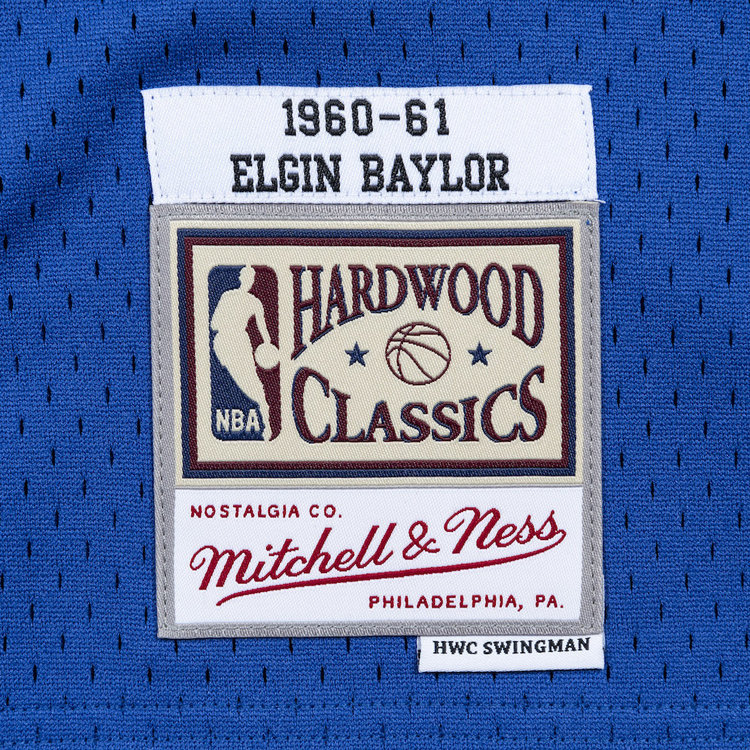 1960-61
ELGIN BAYLOR
HARDWOOD
CLASSICS
NBA
NOSTALGIA CO.
Mitchell & Ness
PHILADELPHIA, PA.
HWC SWINGMAN